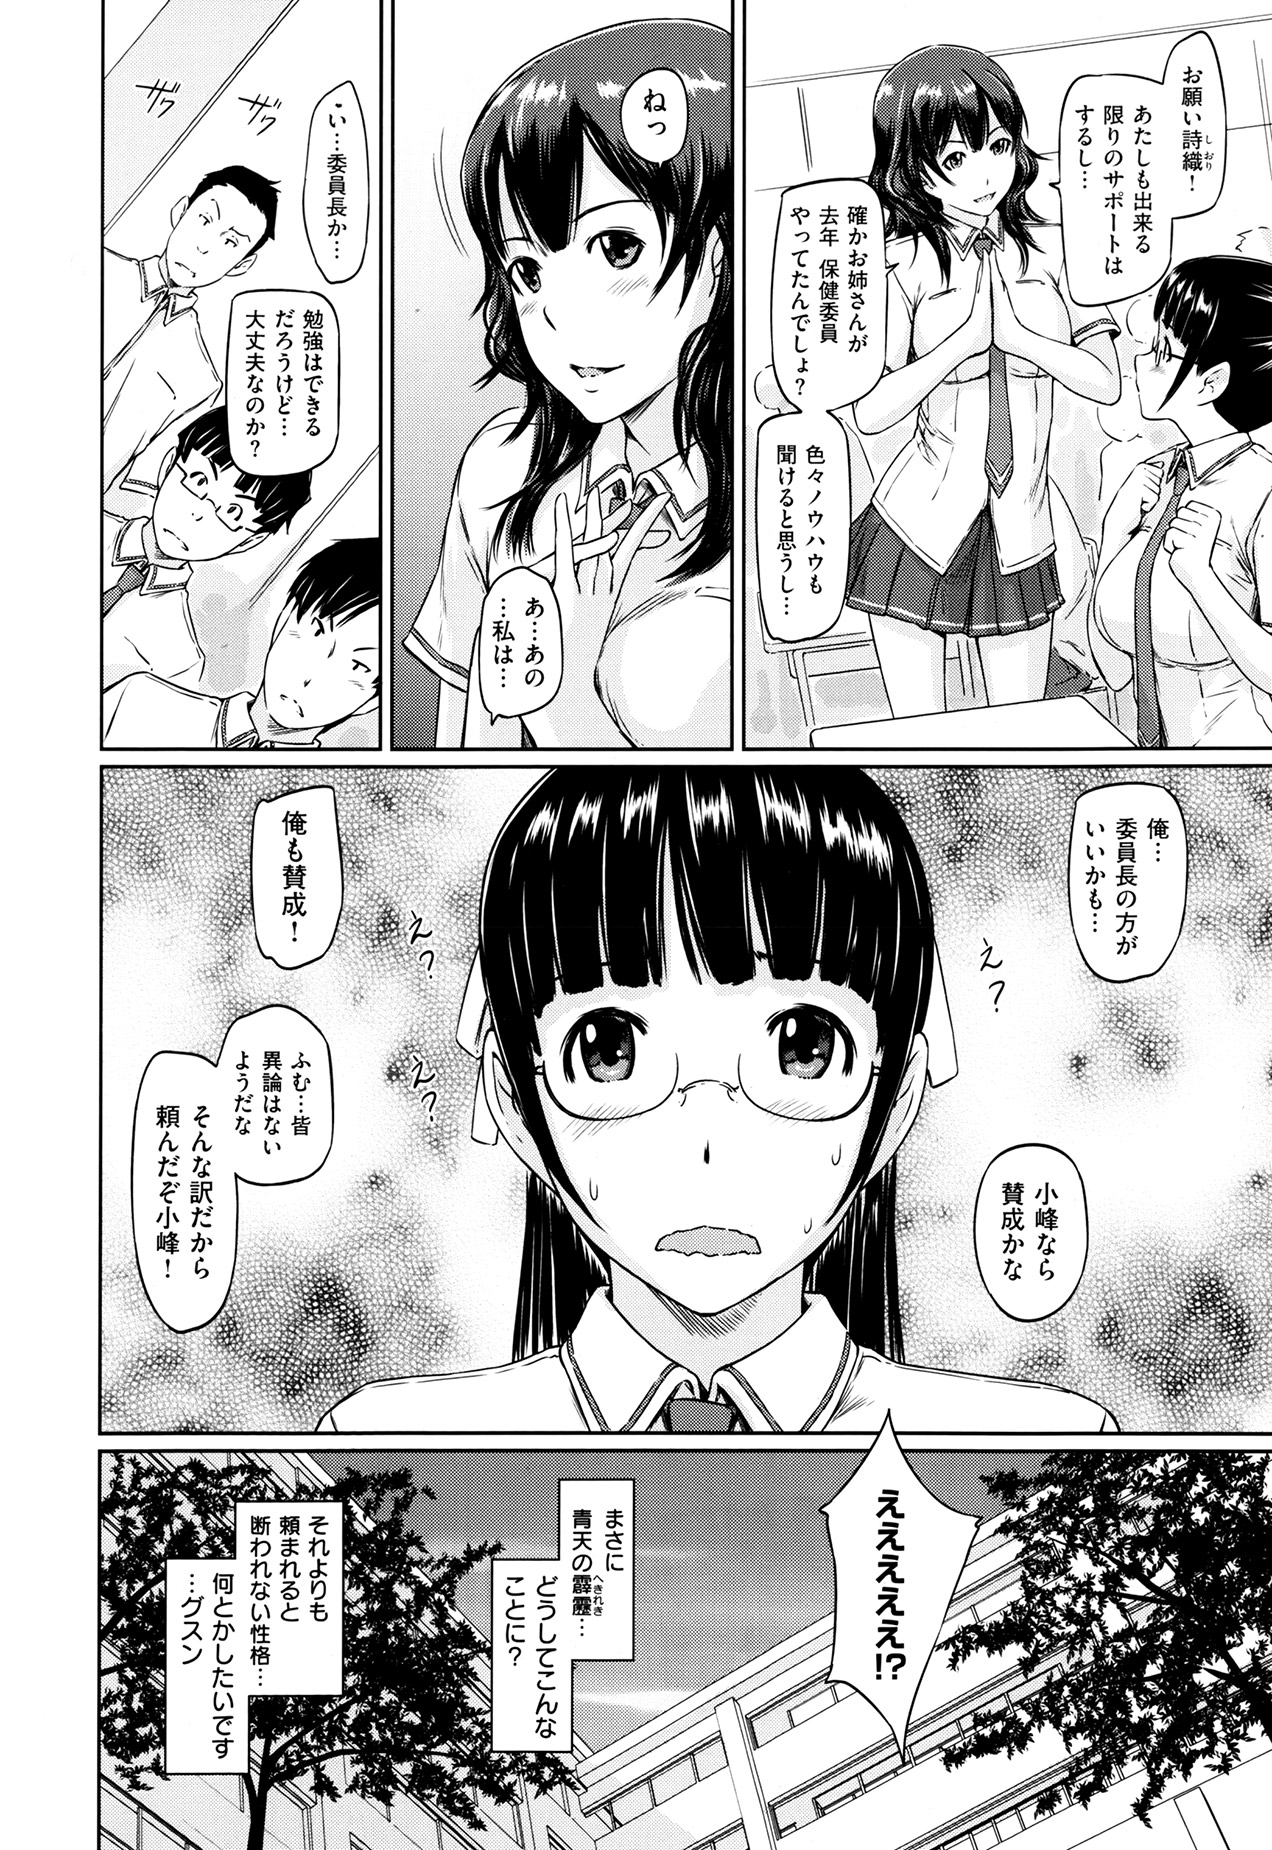 お願い詩織！
しおり
あたしも出来る
限りのサポートは
するし…
確かお姉さんが
去年 保健委員
やってたんでしょ？
色々ノウハウも
聞けると思うし…
ねっ
あ…あの
…私は…
ザワ
ザワ
い…委員長か…
勉強はできる
だろうけど…
大丈夫なのか？
俺…
委員長の方が
いいかも…
小峰なら
賛成かな
え？
え？
え？
俺も賛成！
ふむ…皆
異論はない
ようだな
そんな訳だから
頼んだぞ小峰！
えええええ!?
まさに
青天の霹靂…
へきれき
どうしてこんな
ことに？
それよりも
頼まれると
断われない性格…
何とかしたいです
…グスン